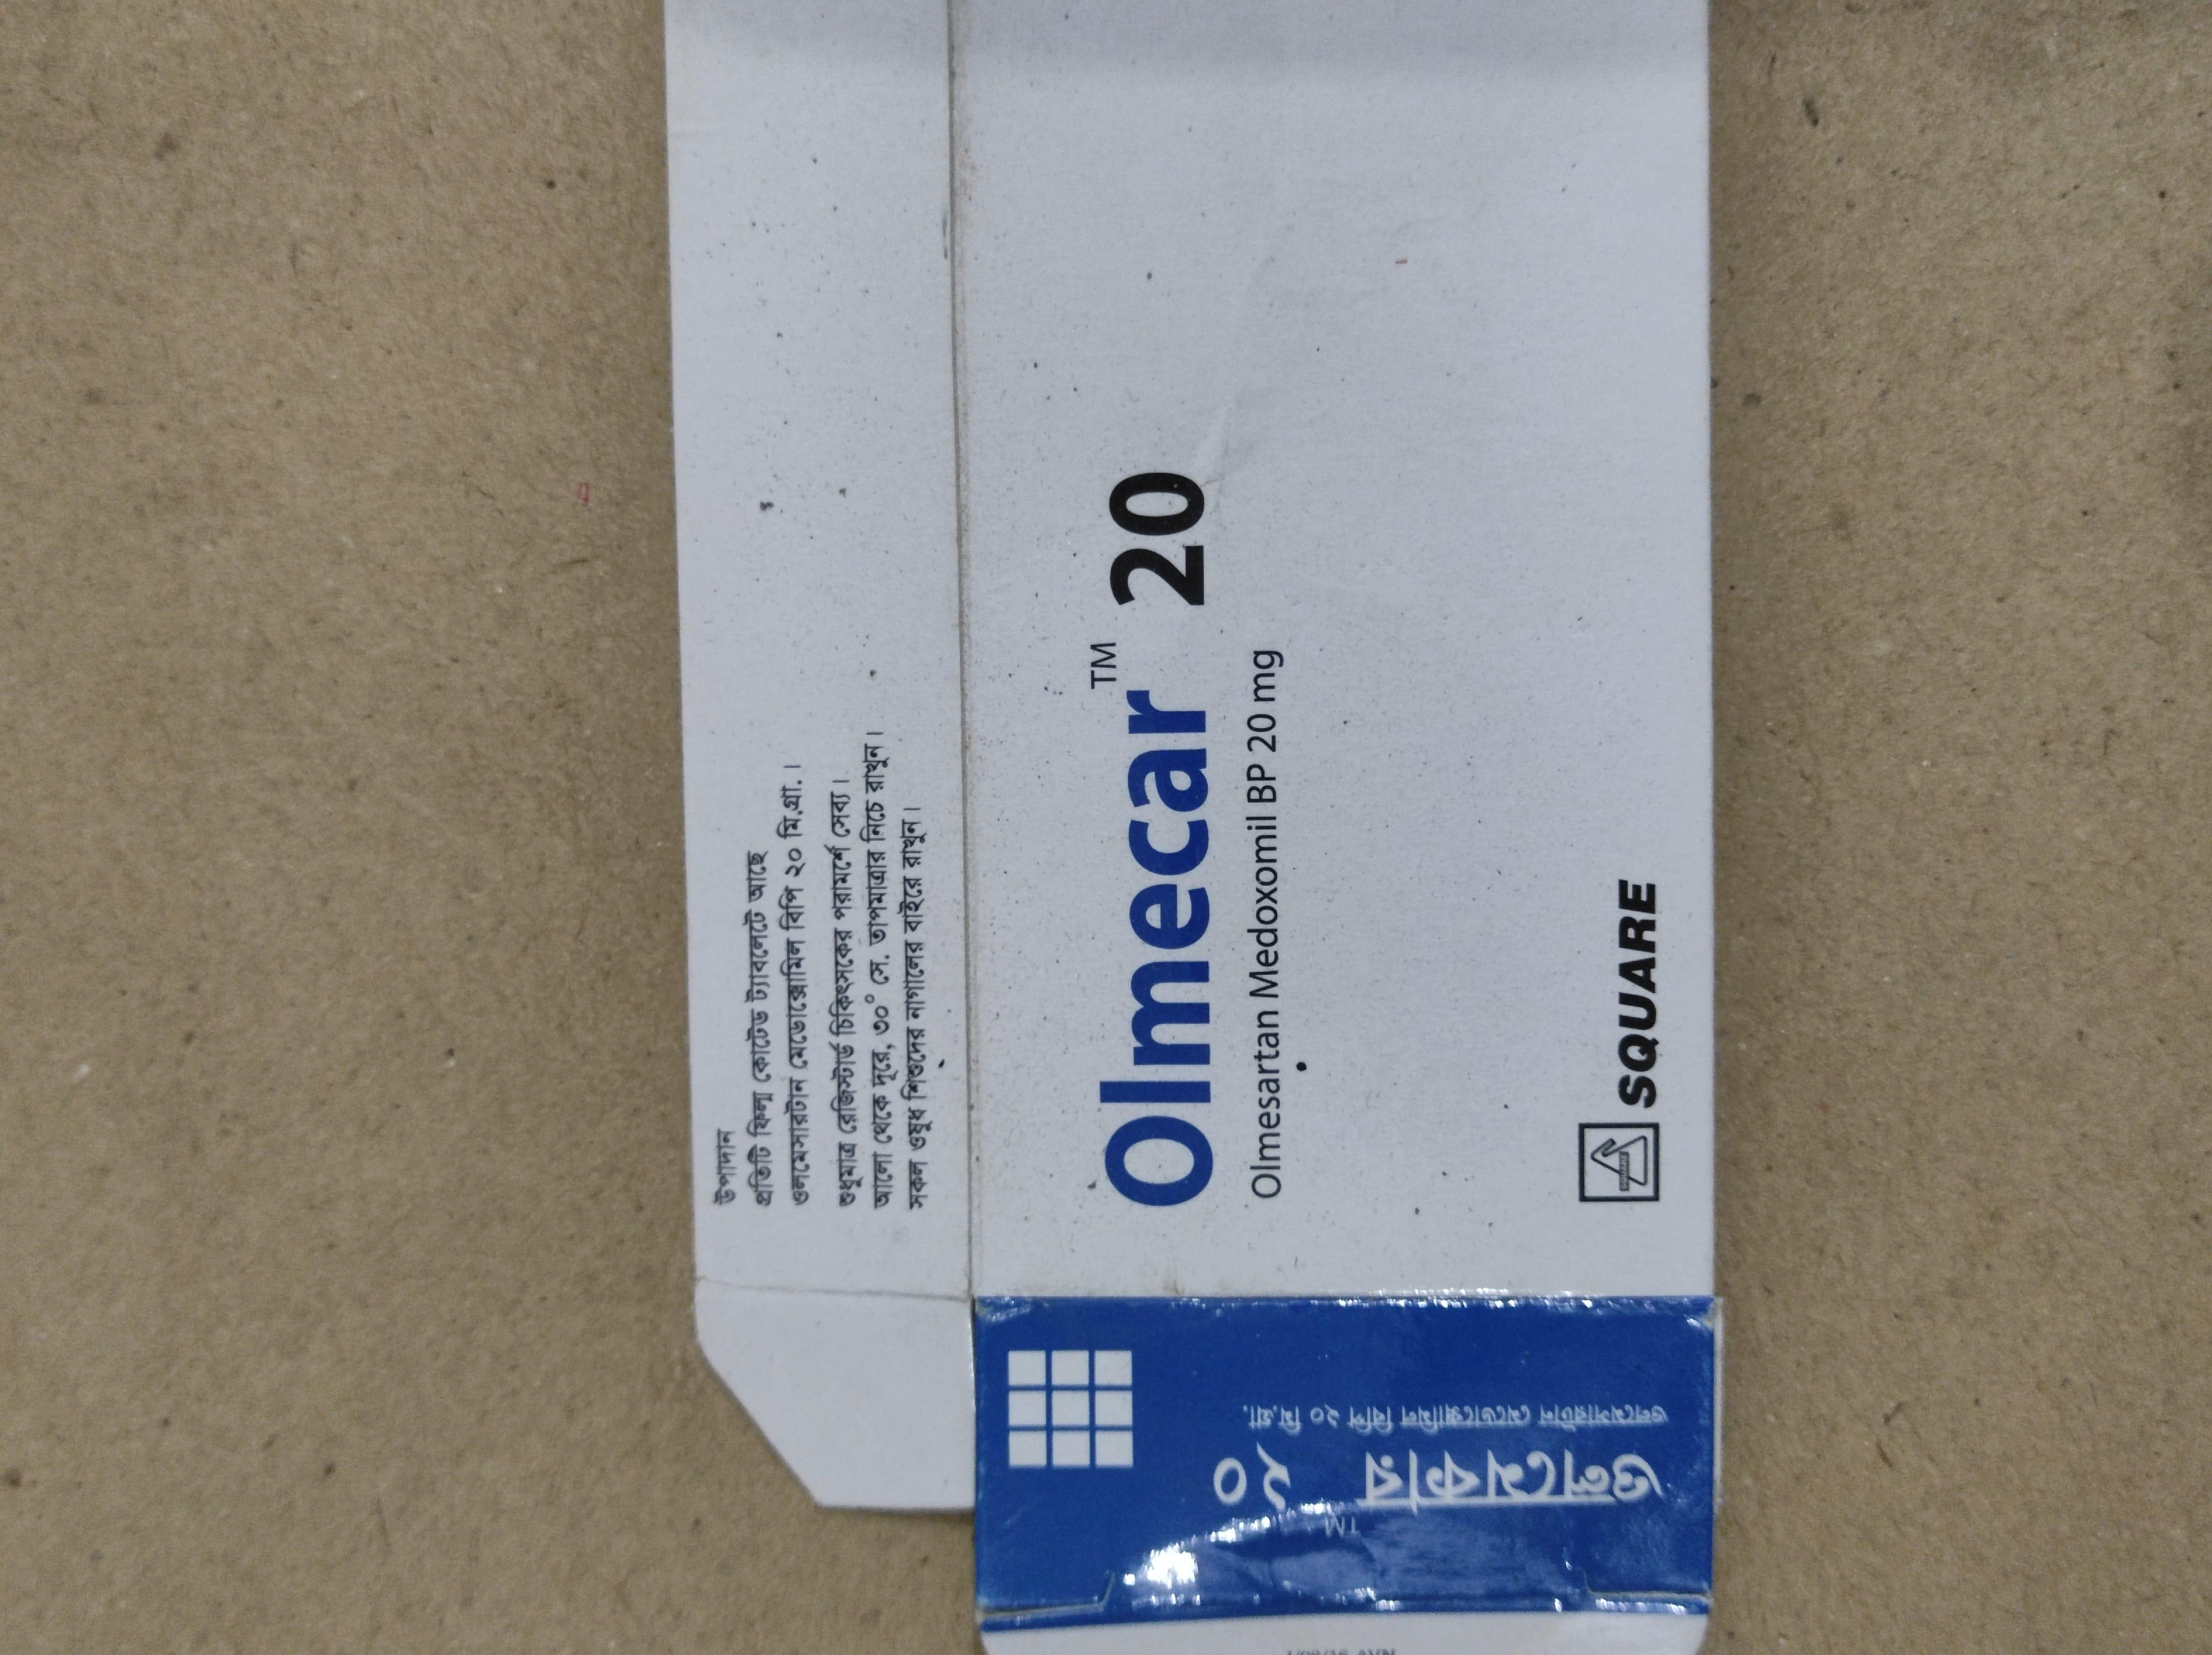 উপাদান
প্রতিটি ফিল্ম কোটেড ট্যাবলেটে আছে
ওলমেসারটান মেডোক্সোমিল বিপি ২০ মি.গ্রা.।
শুধুমাত্র রেজিস্টার্ড চিকিৎসকের পরামর্শে সেব্য।
আলো থেকে দূরে, ৩০° সে. তাপমাত্রার নিচে রাখুন।
সকল ওষুধ শিশুদের নাগালের বাইরে রাখুন।
Olmecar™ 20
Olmesartan Medoxomil BP 20 mg
SQUARE
SQUARE
ওলমেকার™ ২০
ওলমেসারটান মেডোক্সোমিল বিপি ২০ মি.গ্রা.